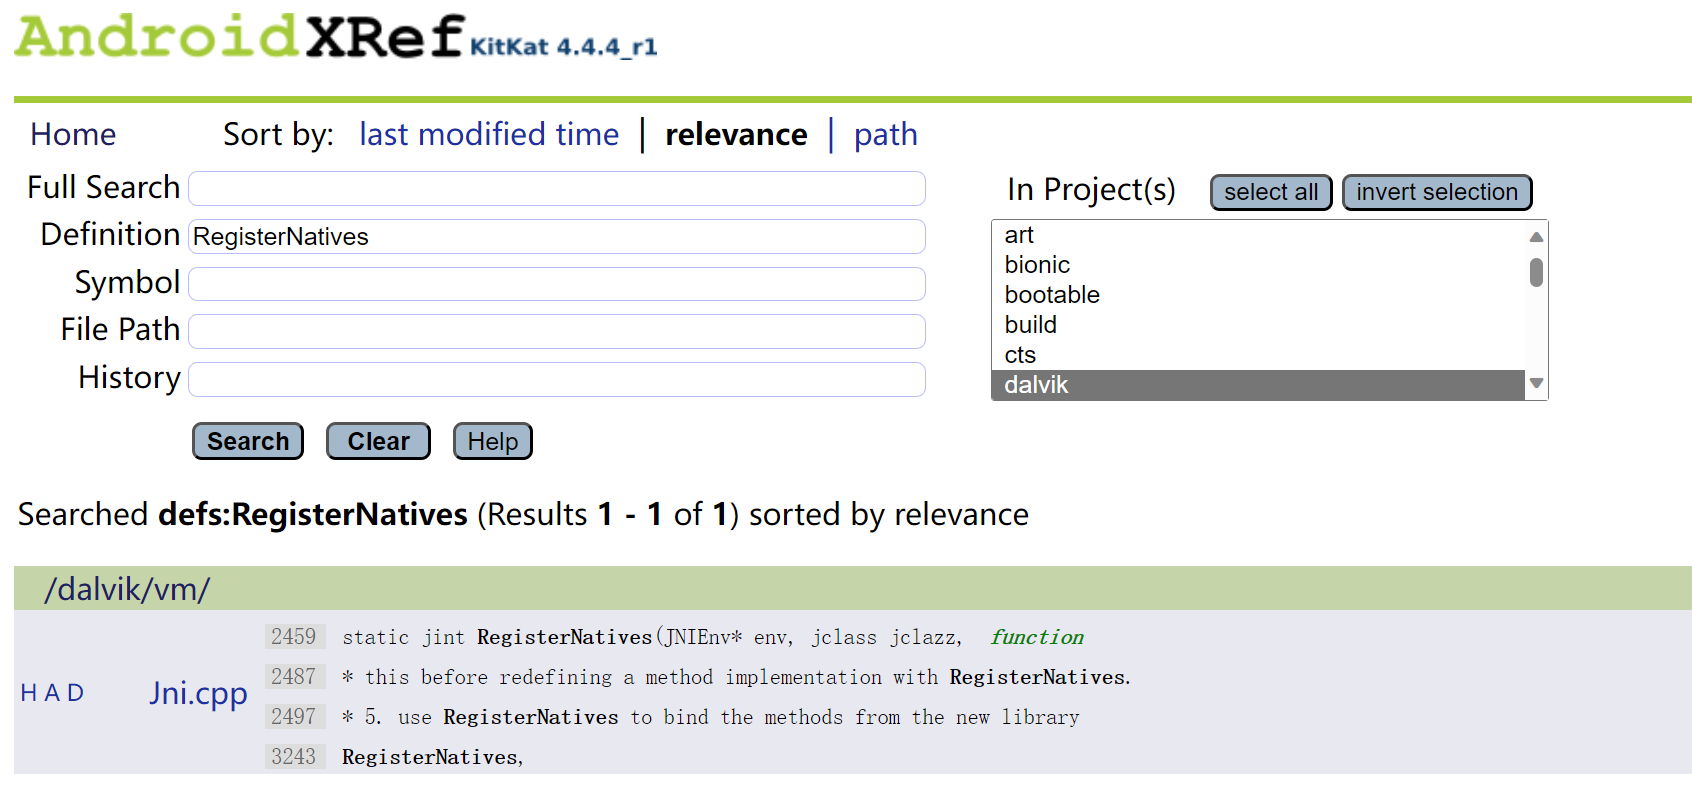 AndroidXRef KitKat 4.4.4_r1
Home Sort by: last modified time | relevance | path
Full Search
In Project(s) select all invert selection
Definition RegisterNatives
Symbol
File Path
History
art
bionic
bootable
build
cts
dalvik
Search Clear Help
Searched defs:RegisterNatives (Results 1 - 1 of 1) sorted by relevance
/dalvik/vm/
H A D Jni.cpp
2459 static jint RegisterNatives(JNIEnv* env, jclass jclazz, function
2487 * this before redefining a method implementation with RegisterNatives.
2497 * 5. use RegisterNatives to bind the methods from the new library
3243 RegisterNatives,